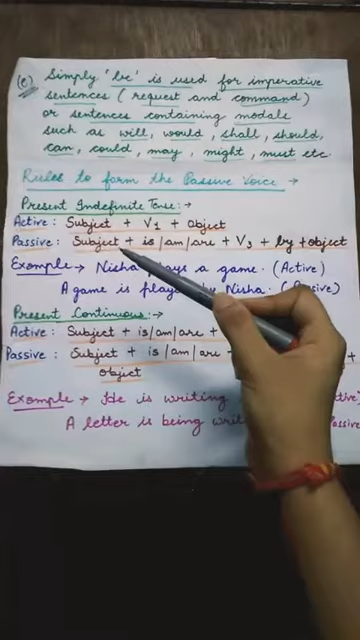 (e) Simply 'be' is used for imperative
sentences (request and command)
or sentences containing modals
such as will, would, shall, should,
can, could, may, might, must etc.
Rules to form the Passive Voice :→
Present Indefinite Tense :→
Active : Subject + V1 + Object
Passive : Subject + is/am/are + V3 + by + object
Example → Nisha plays a game. (Active)
A game is played by Nisha. (Passive)
Present Continuous :→
Active : Subject + is/am/are +
Passive : Subject + is/am/are + +
object
Example → He is writing
A letter is being Passive